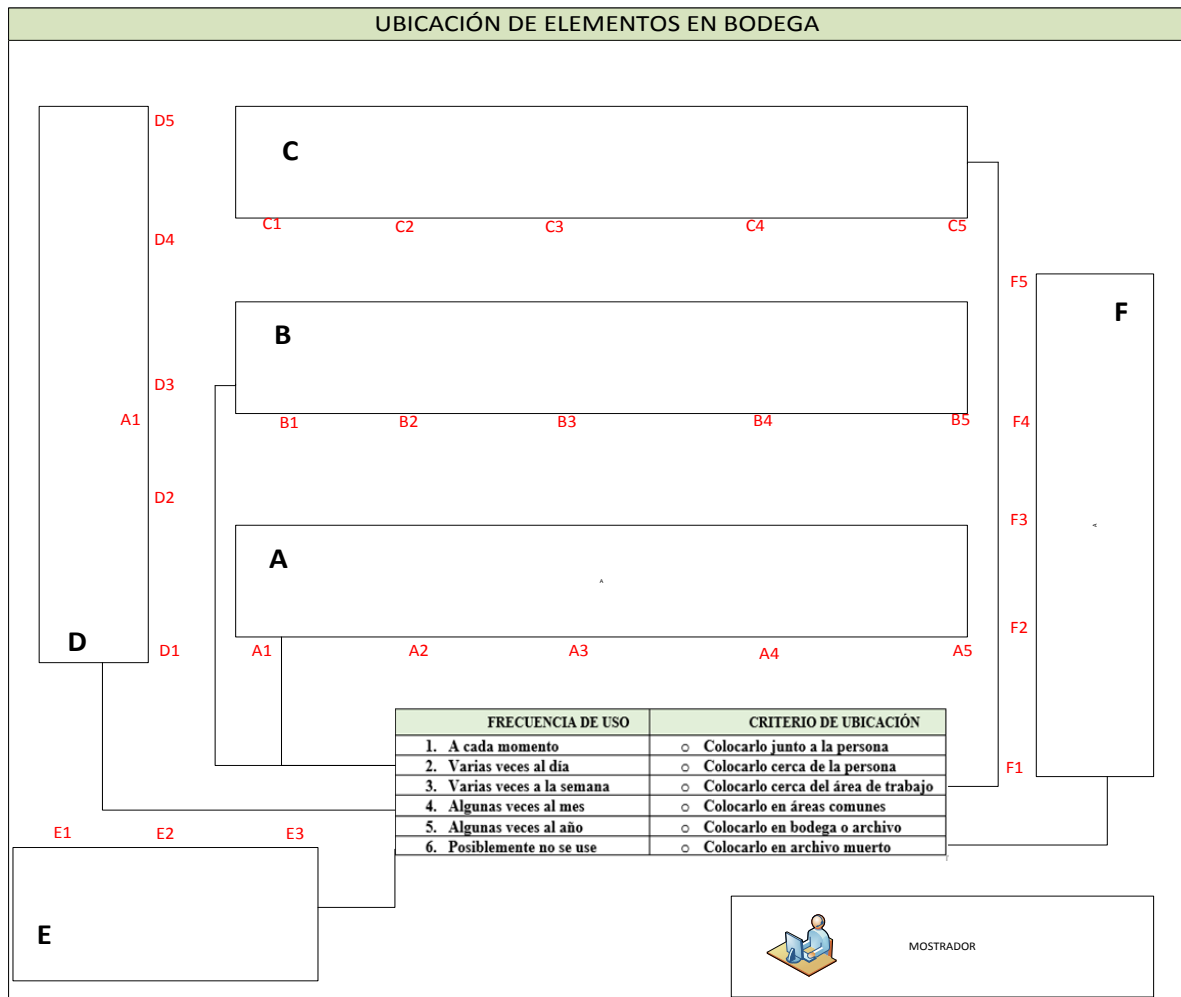 UBICACIÓN DE ELEMENTOS EN BODEGA
D5
C
C1
C2
C3
C4
C5
D4
F5
F
B
D3
A1
B1
B2
B3
B4
B5
F4
D2
F3
A
A
A
F2
D
D1
A1
A2
A3
A4
A5
FRECUENCIA DE USO CRITERIO DE UBICACIÓN
1. A cada momento o Colocarlo junto a la persona
2. Varias veces al día o Colocarlo cerca de la persona
3. Varias veces a la semana o Colocarlo cerca del área de trabajo
4. Algunas veces al mes o Colocarlo en áreas comunes
5. Algunas veces al año o Colocarlo en bodega o archivo
6. Posiblemente no se use o Colocarlo en archivo muerto
F1
E1
E2
E3
E
MOSTRADOR